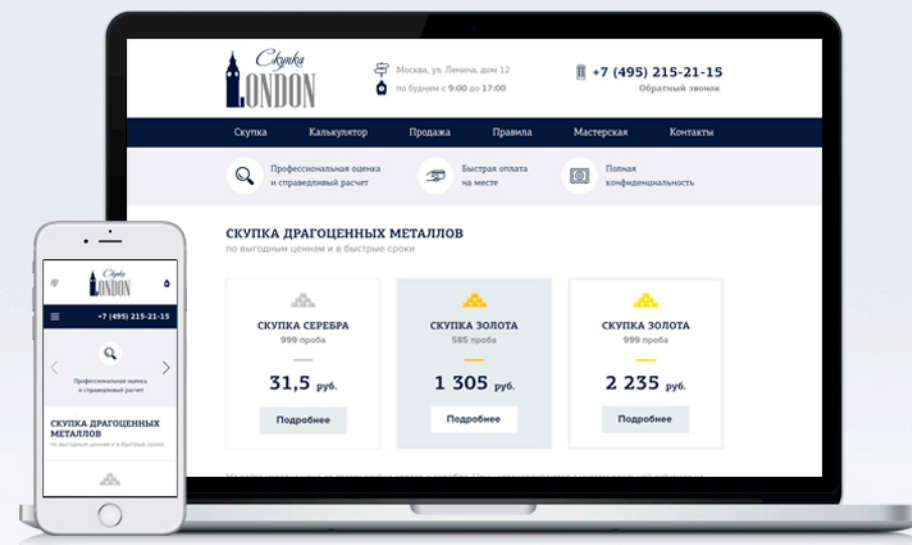 Скупка
LONDON
Москва, ул. Ленина, дом 12
по будням с 9:00 до 17:00
+7 (495) 215-21-15
Обратный звонок
Скупка Калькулятор Продажа Правила Мастерская Контакты
Профессиональная оценка
и справедливый расчет
Быстрая оплата
на месте
Полная
конфиденциальность
СКУПКА ДРАГОЦЕННЫХ МЕТАЛЛОВ
по выгодным ценнам и в быстрые сроки
СКУПКА СЕРЕБРА
999 проба
31,5 руб.
Подробнее
СКУПКА ЗОЛОТА
585 проба
1 305 руб.
Подробнее
СКУПКА ЗОЛОТА
999 проба
2 235 руб.
Подробнее
Скупка
LONDON
+7 (495) 215-21-15
Профессиональная оценка
и справедливый расчет
СКУПКА ДРАГОЦЕННЫХ
МЕТАЛЛОВ
по выгодным ценнам и в быстрые сроки